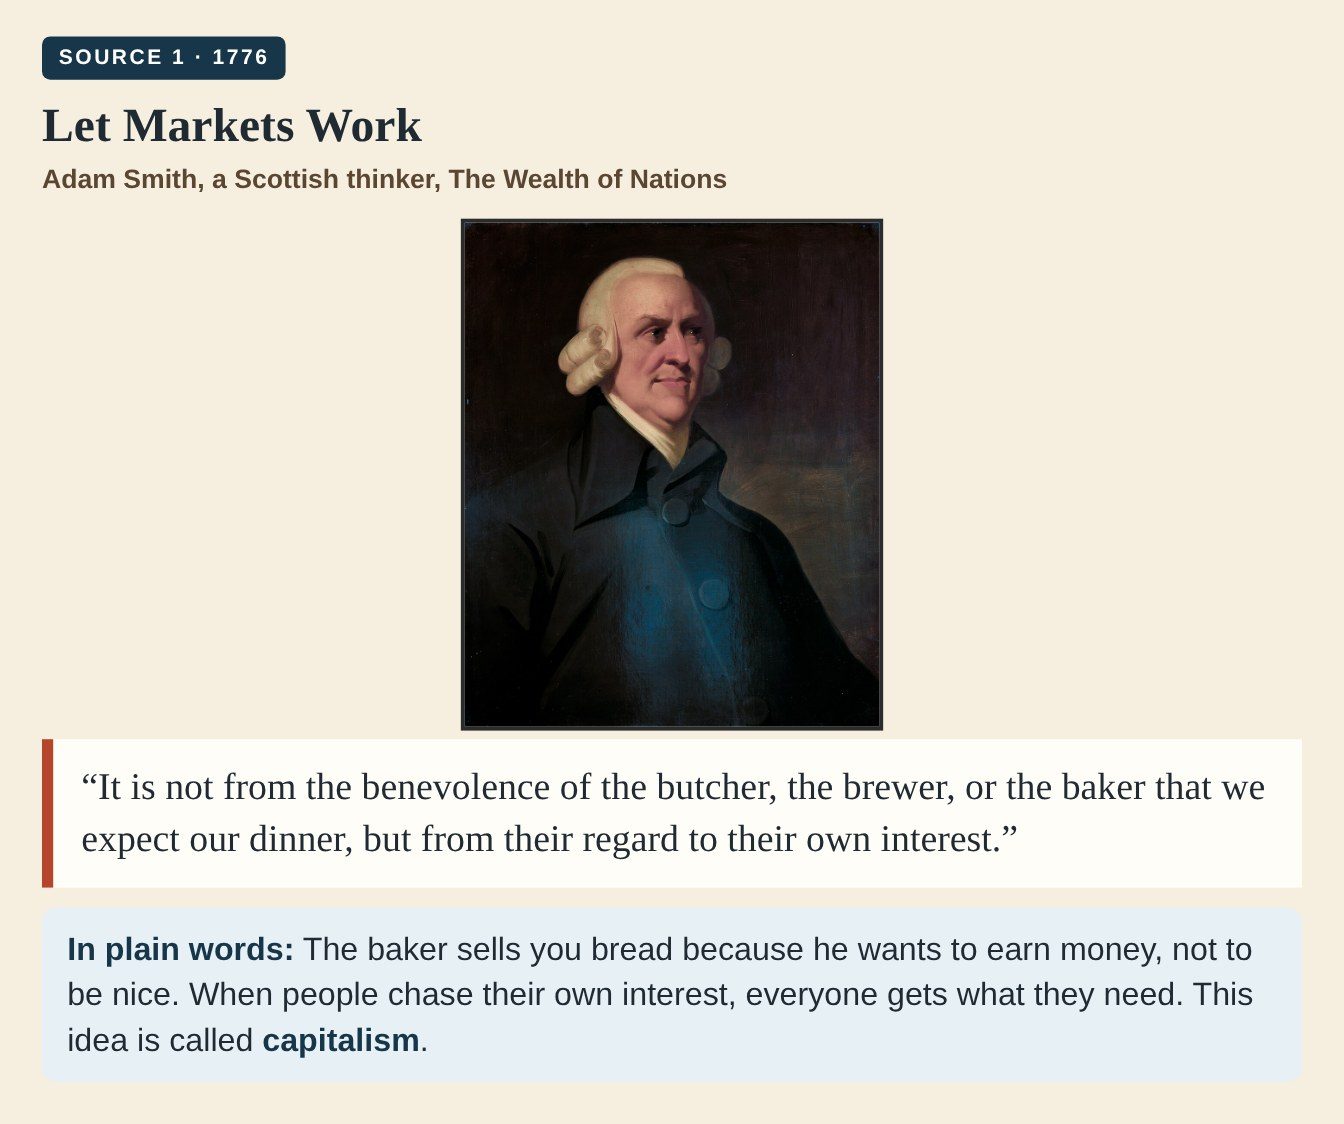 SOURCE 1 · 1776
Let Markets Work
Adam Smith, a Scottish thinker, The Wealth of Nations
“It is not from the benevolence of the butcher, the brewer, or the baker that we
expect our dinner, but from their regard to their own interest.”
In plain words: The baker sells you bread because he wants to earn money, not to
be nice. When people chase their own interest, everyone gets what they need. This
idea is called capitalism.